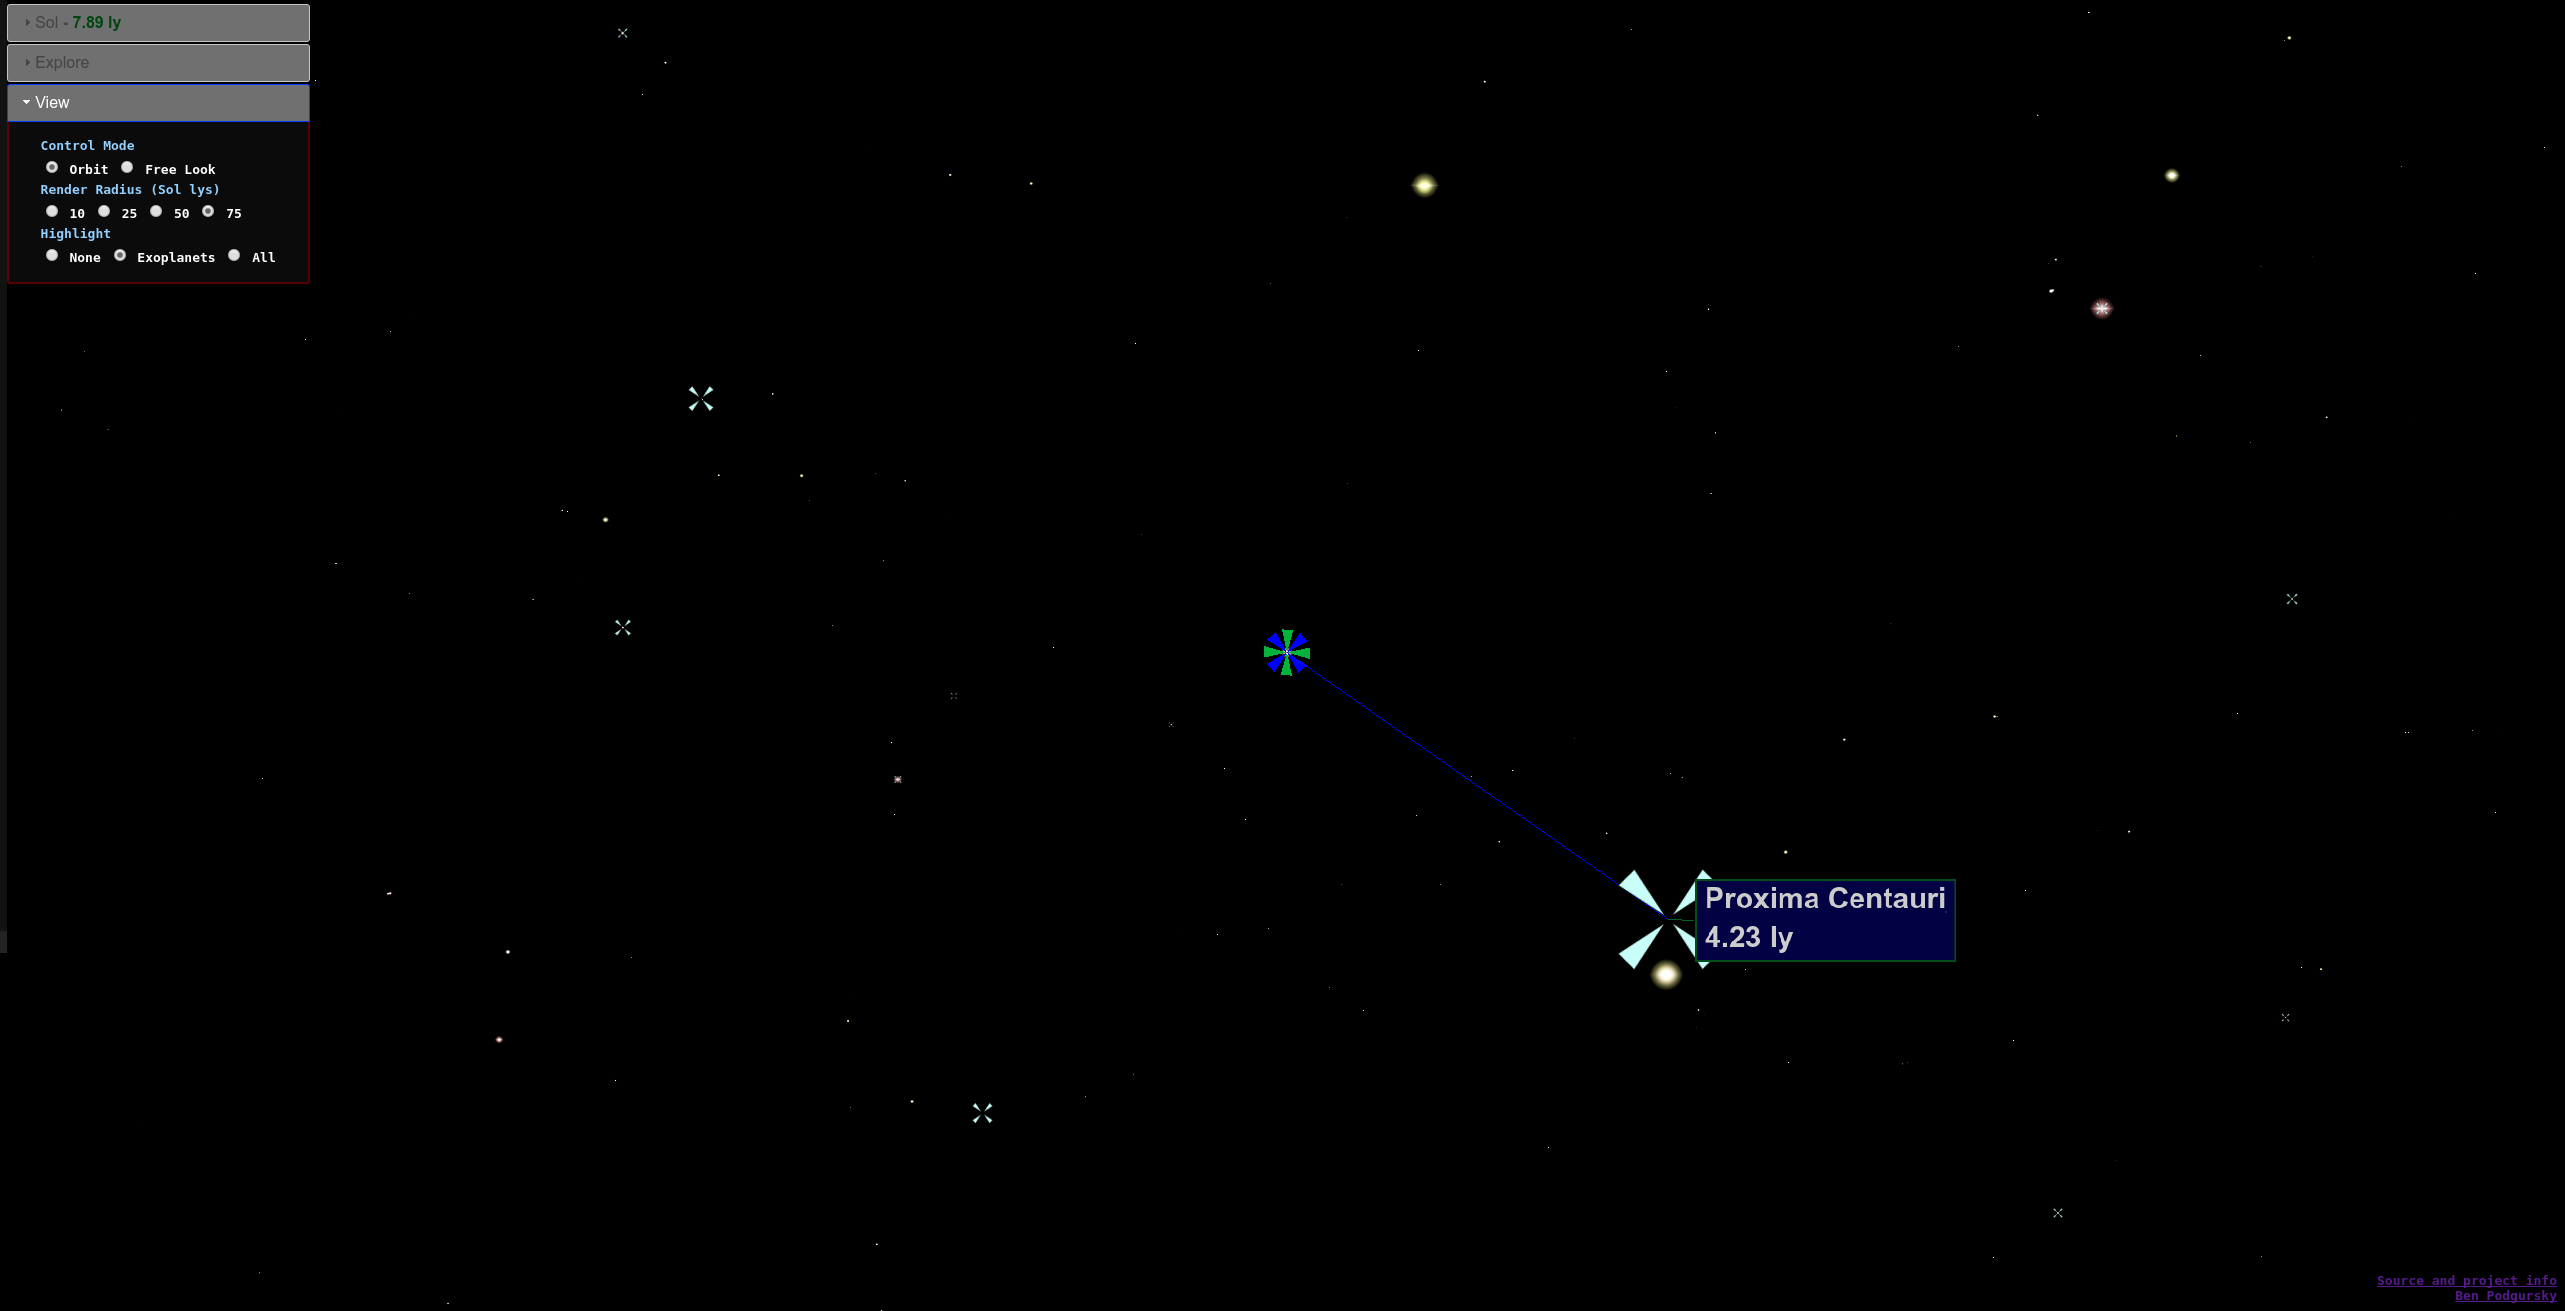 Sol - 7.89 ly
Explore
View
Control Mode
Orbit Free Look
Render Radius (Sol lys)
10 25 50 75
Highlight
None Exoplanets All
Proxima Centauri
4.23 ly
Source and project info
Ben Podgursky